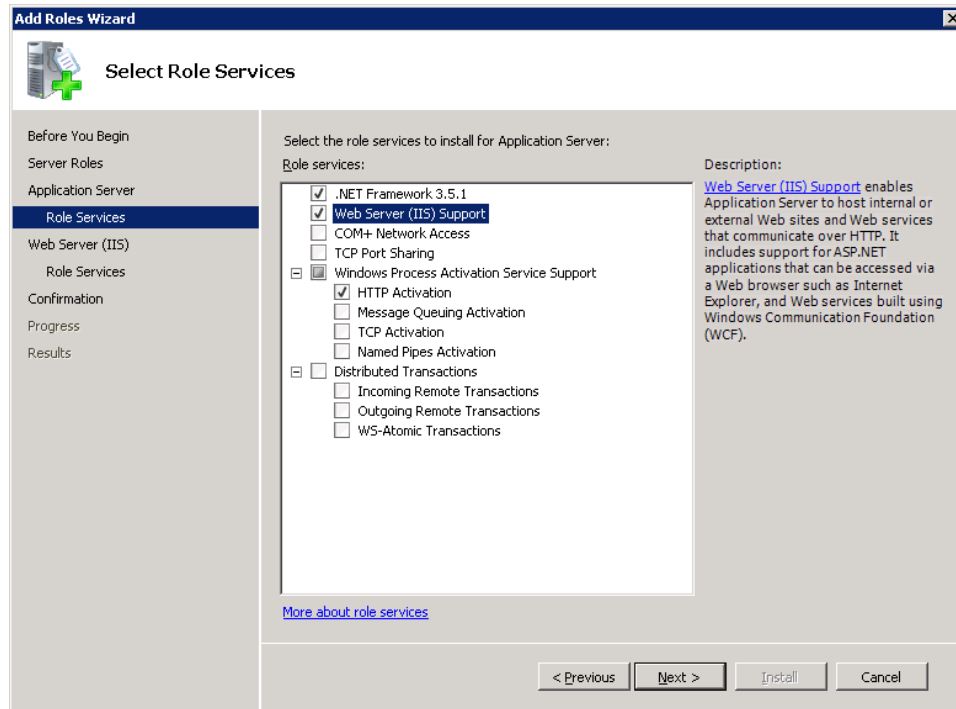 Add Roles Wizard
Select Role Services
Before You Begin
Server Roles
Application Server
Role Services
Web Server (IIS)
Role Services
Confirmation
Progress
Results
Select the role services to install for Application Server:
Role services:
.NET Framework 3.5.1
Web Server (IIS) Support
COM+ Network Access
TCP Port Sharing
Windows Process Activation Service Support
HTTP Activation
Message Queuing Activation
TCP Activation
Named Pipes Activation
Distributed Transactions
Incoming Remote Transactions
Outgoing Remote Transactions
WS-Atomic Transactions
More about role services
Description:
Web Server (IIS) Support enables
Application Server to host internal or
external Web sites and Web services
that communicate over HTTP. It
includes support for ASP.NET
applications that can be accessed via
a Web browser such as Internet
Explorer, and Web services built using
Windows Communication Foundation
(WCF).
< Previous
Next >
Install
Cancel